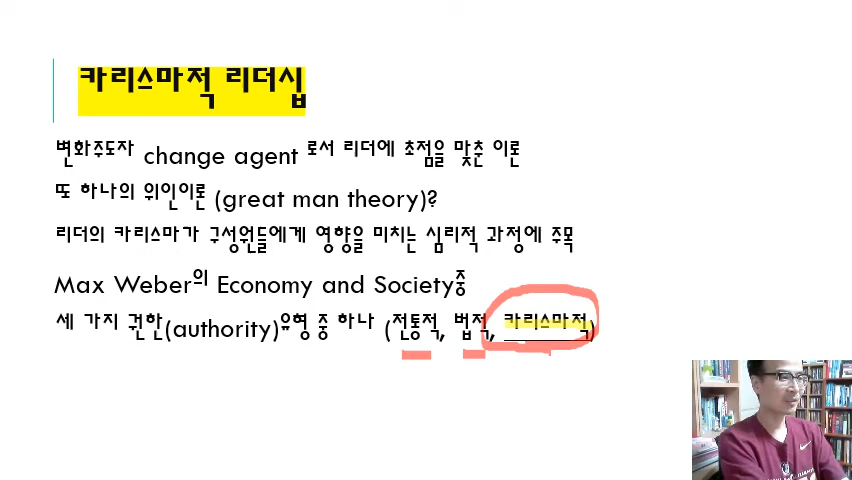 카리스마적 리더십
변화주도자 change agent 로서 리더에 초점을 맞춘 이론
또 하나의 위인이론 (great man theory)?
리더의 카리스마가 구성원들에게 영향을 미치는 심리적 과정에 주목
Max Weber의 Economy and Society중
세 가지 권한(authority)유형 중 하나 (전통적, 법적, 카리스마적)